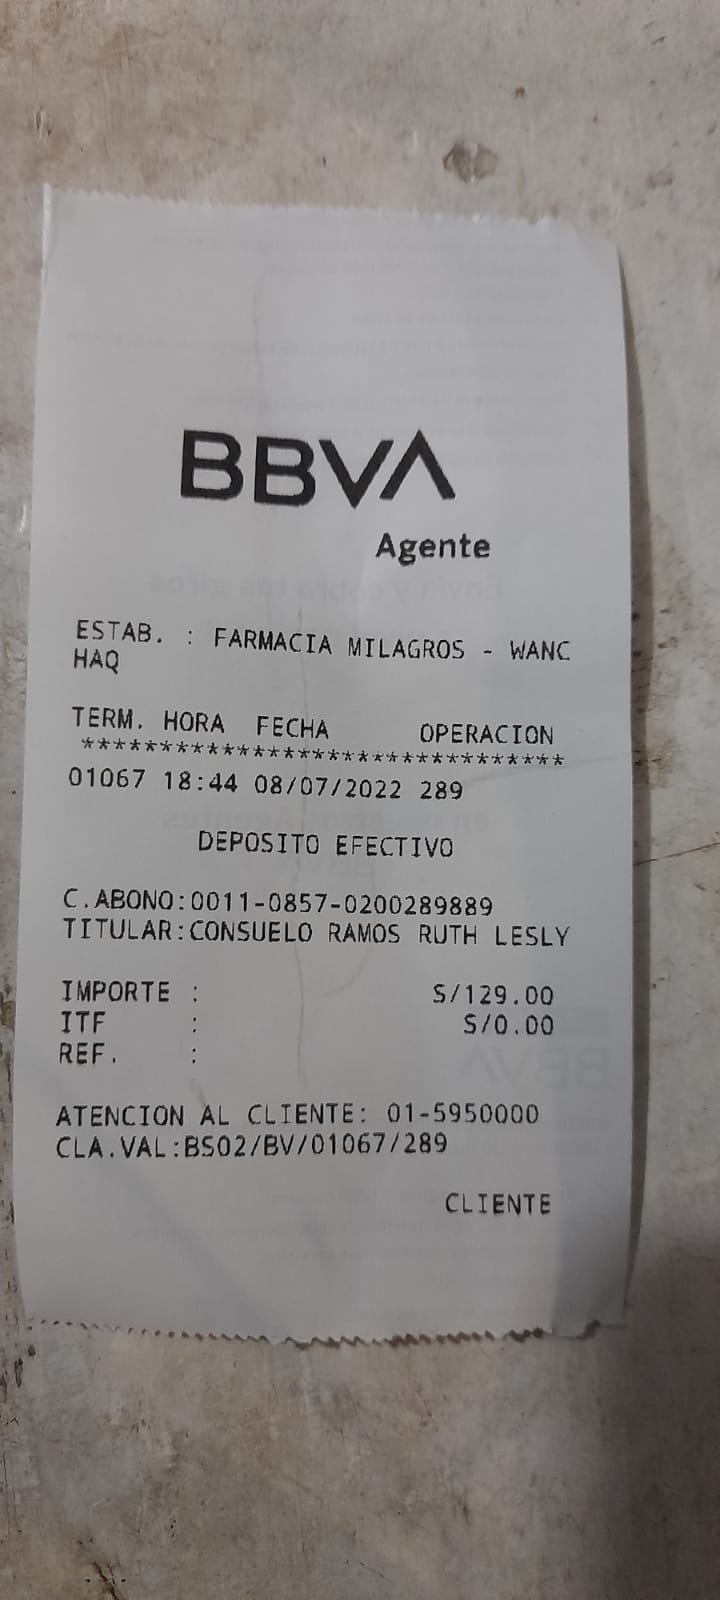 BBVA
Agente
ESTAB. : FARMACIA MILAGROS - WANC
HAQ
TERM. HORA FECHA OPERACION
*******************************
01067 18:44 08/07/2022 289
DEPOSITO EFECTIVO
C.ABONO:0011-0857-0200289889
TITULAR:CONSUELO RAMOS RUTH LESLY
IMPORTE : S/129.00
ITF : S/0.00
REF. :
ATENCION AL CLIENTE: 01-5950000
CLA.VAL:BS02/BV/01067/289
CLIENTE